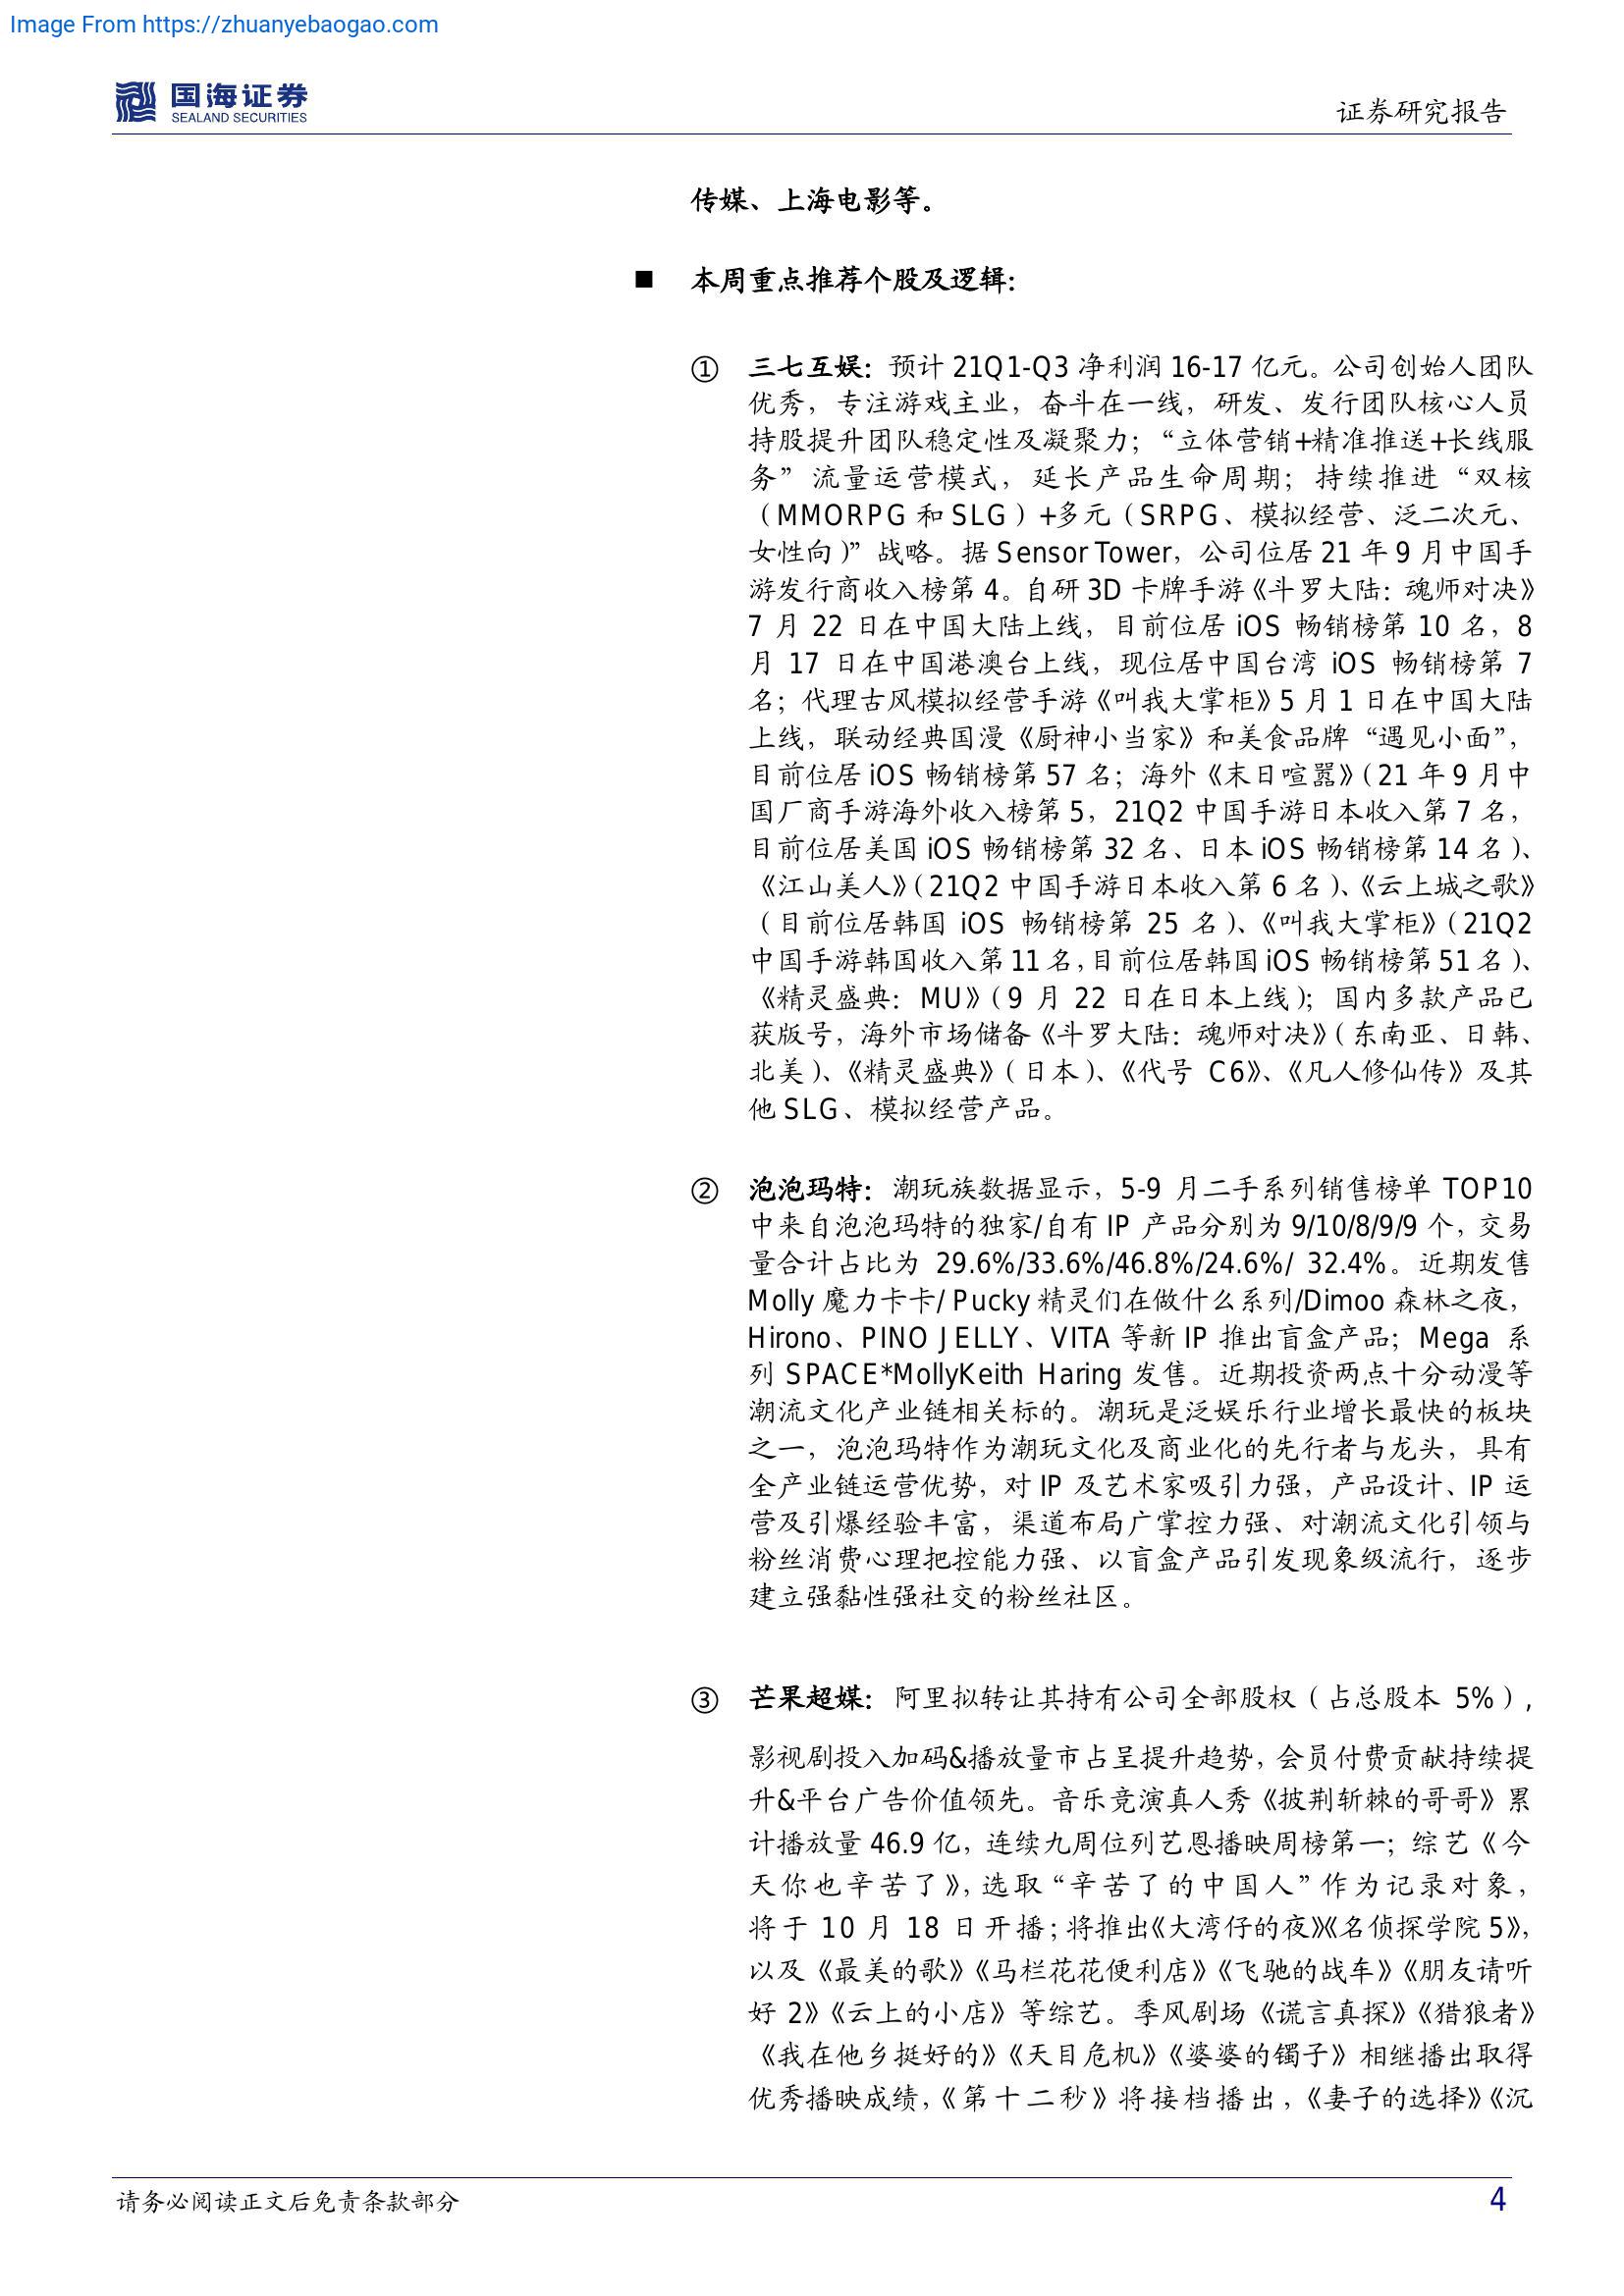 Image From https://zhuanyebaogao.com
国海证券
SEALAND SECURITIES
证券研究报告
传媒、上海电影等。
■ 本周重点推荐个股及逻辑：
① 三七互娱：预计 21Q1-Q3 净利润 16-17 亿元。公司创始人团队
优秀，专注游戏主业，奋斗在一线，研发、发行团队核心人员
持股提升团队稳定性及凝聚力；“立体营销+精准推送+长线服
务”流量运营模式，延长产品生命周期；持续推进“双核
（MMORPG 和 SLG）+多元（SRPG、模拟经营、泛二次元、
女性向）”战略。据 Sensor Tower，公司位居 21 年 9 月中国手
游发行商收入榜第 4。自研 3D 卡牌手游《斗罗大陆：魂师对决》
7 月 22 日在中国大陆上线，目前位居 iOS 畅销榜第 10 名，8
月 17 日在中国港澳台上线，现位居中国台湾 iOS 畅销榜第 7
名；代理古风模拟经营手游《叫我大掌柜》5 月 1 日在中国大陆
上线，联动经典国漫《厨神小当家》和美食品牌“遇见小面”，
目前位居 iOS 畅销榜第 57 名；海外《末日喧嚣》（21 年 9 月中
国厂商手游海外收入榜第 5，21Q2 中国手游日本收入第 7 名，
目前位居美国 iOS 畅销榜第 32 名、日本 iOS 畅销榜第 14 名）、
《江山美人》（21Q2 中国手游日本收入第 6 名）、《云上城之歌》
（目前位居韩国 iOS 畅销榜第 25 名）、《叫我大掌柜》（21Q2
中国手游韩国收入第 11 名，目前位居韩国 iOS 畅销榜第 51 名）、
《精灵盛典：MU》（9 月 22 日在日本上线）；国内多款产品已
获版号，海外市场储备《斗罗大陆：魂师对决》（东南亚、日韩、
北美）、《精灵盛典》（日本）、《代号 C6》、《凡人修仙传》及其
他 SLG、模拟经营产品。
② 泡泡玛特：潮玩族数据显示，5-9 月二手系列销售榜单 TOP10
中来自泡泡玛特的独家/自有 IP 产品分别为 9/10/8/9/9 个，交易
量合计占比为 29.6%/33.6%/46.8%/24.6%/ 32.4%。近期发售
Molly 魔力卡卡/ Pucky 精灵们在做什么系列/Dimoo 森林之夜，
Hirono、PINO JELLY、VITA 等新 IP 推出盲盒产品；Mega 系
列 SPACE*MollyKeith Haring 发售。近期投资两点十分动漫等
潮流文化产业链相关标的。潮玩是泛娱乐行业增长最快的板块
之一，泡泡玛特作为潮玩文化及商业化的先行者与龙头，具有
全产业链运营优势，对 IP 及艺术家吸引力强，产品设计、IP 运
营及引爆经验丰富，渠道布局广掌控力强、对潮流文化引领与
粉丝消费心理把控能力强、以盲盒产品引发现象级流行，逐步
建立强黏性强社交的粉丝社区。
③ 芒果超媒：阿里拟转让其持有公司全部股权（占总股本 5%），
影视剧投入加码&播放量市占呈提升趋势，会员付费贡献持续提
升&平台广告价值领先。音乐竞演真人秀《披荆斩棘的哥哥》累
计播放量 46.9 亿，连续九周位列艺恩播映周榜第一；综艺《今
天你也辛苦了》，选取“辛苦了的中国人”作为记录对象，
将于 10 月 18 日开播；将推出《大湾仔的夜》《名侦探学院 5》，
以及《最美的歌》《马栏花花便利店》《飞驰的战车》《朋友请听
好 2》《云上的小店》等综艺。季风剧场《谎言真探》《猎狼者》
《我在他乡挺好的》《天目危机》《婆婆的镯子》相继播出取得
优秀播映成绩，《第十二秒》将接档播出，《妻子的选择》《沉
请务必阅读正文后免责条款部分
4